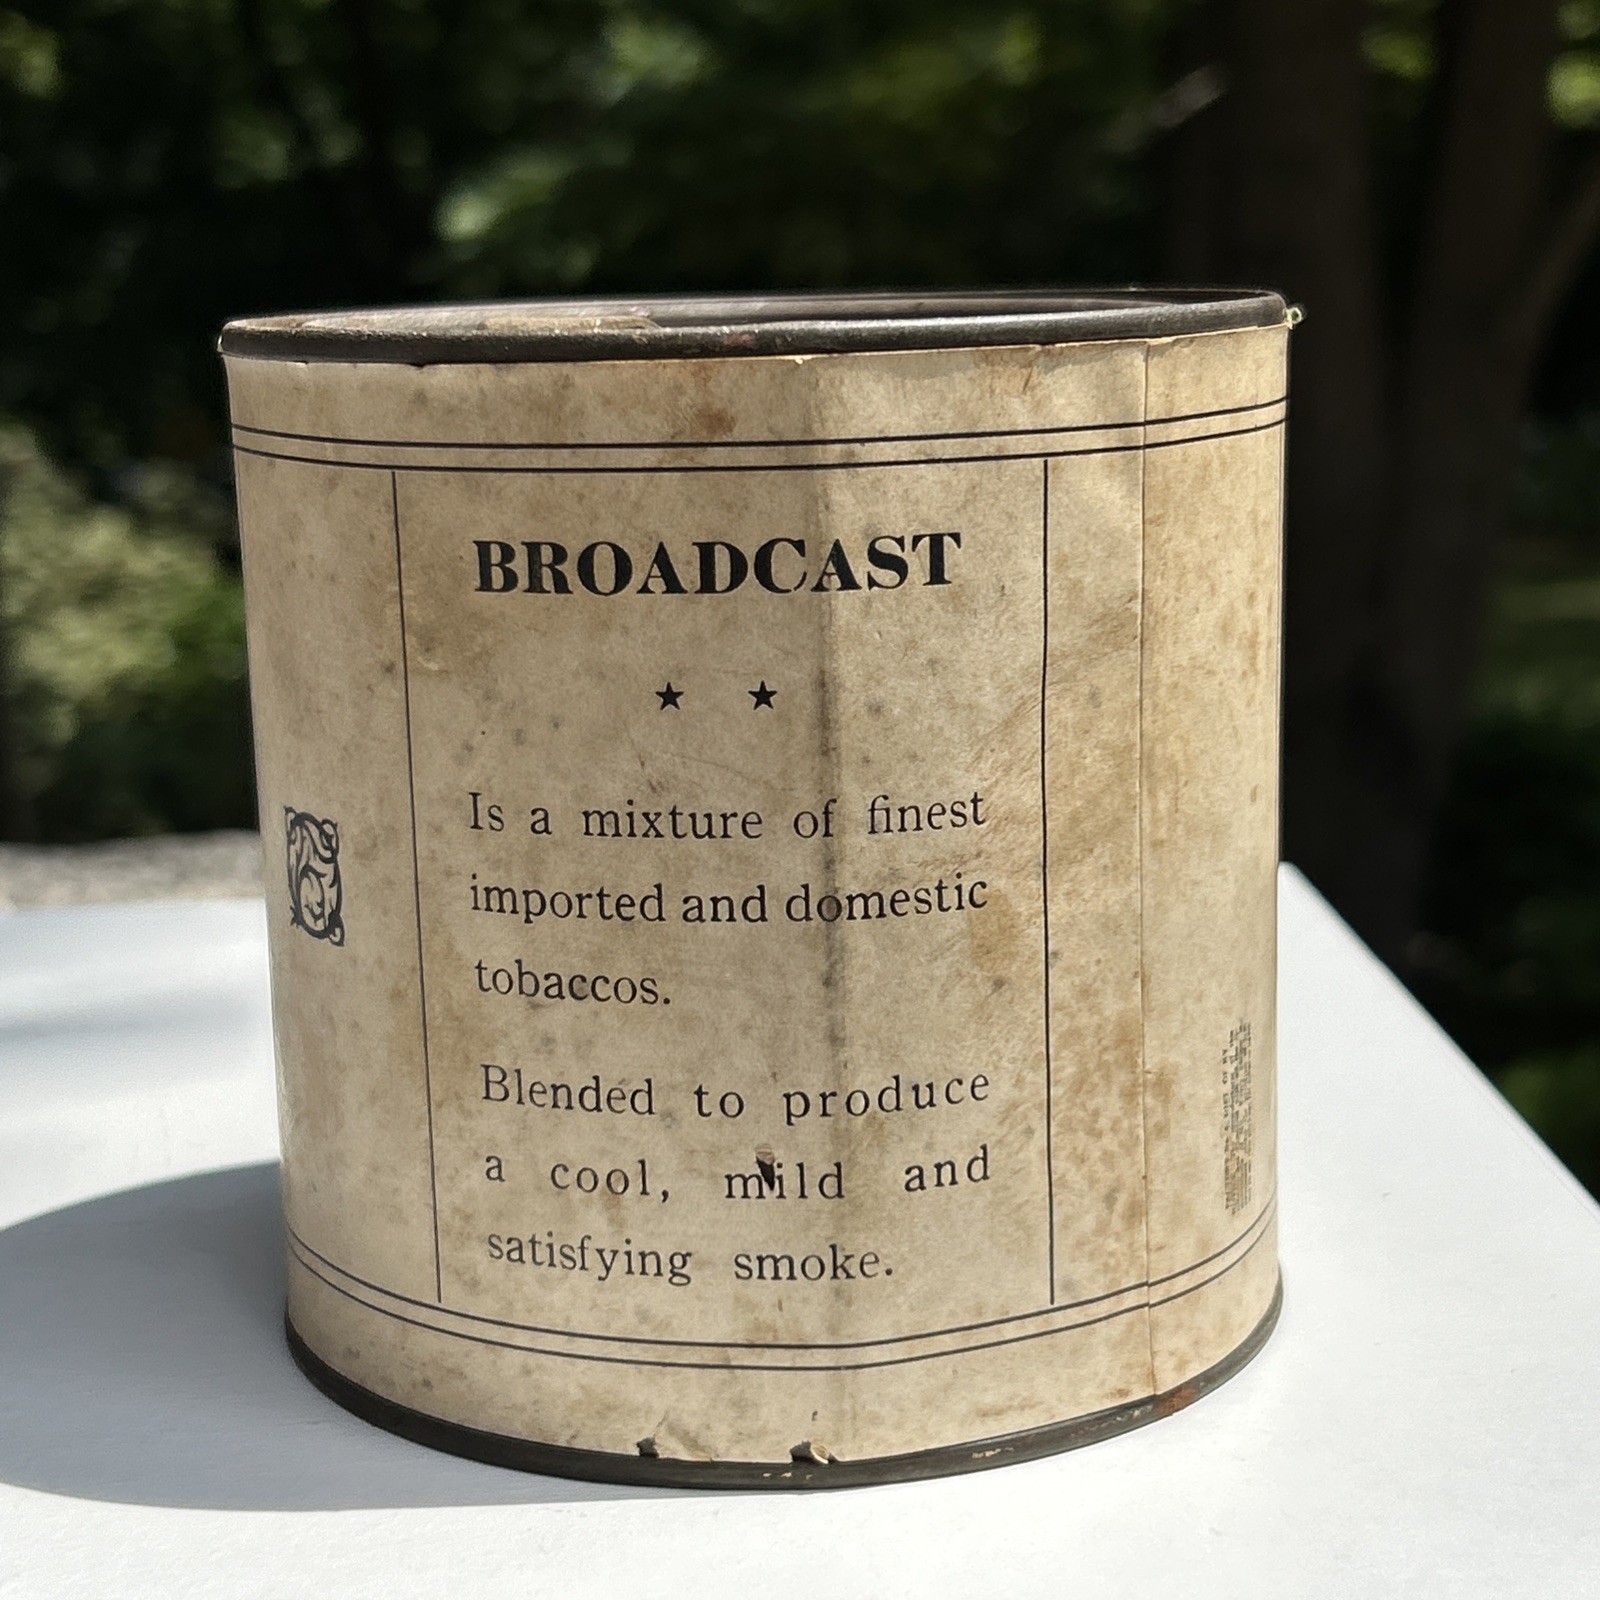 BROADCAST
★ ★
Is a mixture of finest
imported and domestic
tobaccos.
Blended to produce
a cool, mild and
satisfying smoke.